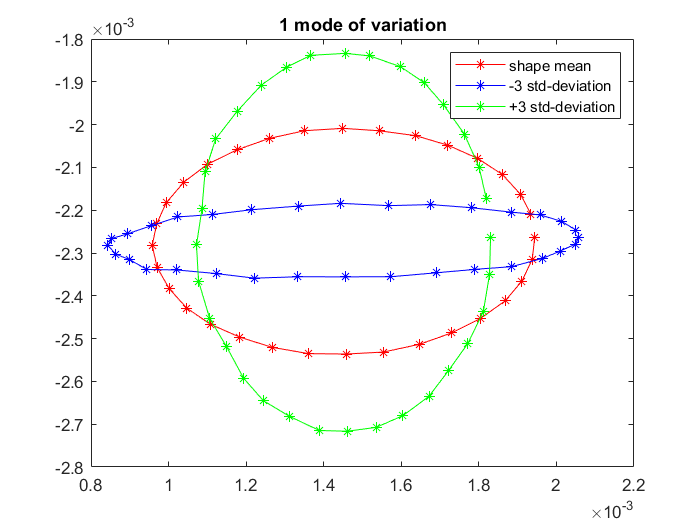 ×10⁻³
1 mode of variation
-1.8
-1.9
-2
-2.1
-2.2
-2.3
-2.4
-2.5
-2.6
-2.7
-2.8
shape mean
-3 std-deviation
+3 std-deviation
0.8 1 1.2 1.4 1.6 1.8 2 2.2
×10⁻³